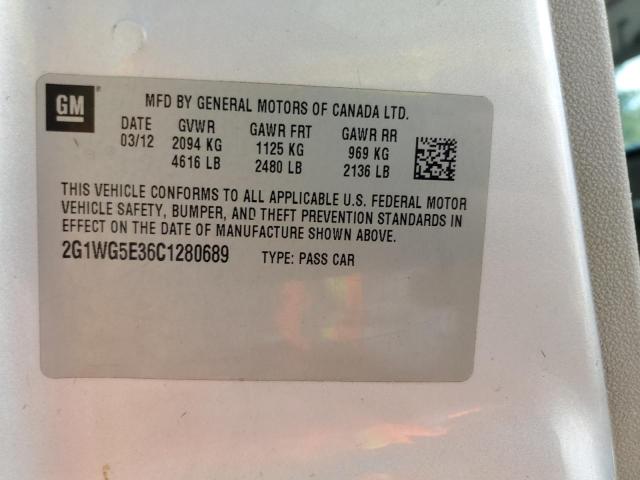 GM®
MFD BY GENERAL MOTORS OF CANADA LTD.
DATE GVWR GAWR FRT GAWR RR
03/12 2094 KG 1125 KG 969 KG
4616 LB 2480 LB 2136 LB
THIS VEHICLE CONFORMS TO ALL APPLICABLE U.S. FEDERAL MOTOR
VEHICLE SAFETY, BUMPER, AND THEFT PREVENTION STANDARDS IN
EFFECT ON THE DATE OF MANUFACTURE SHOWN ABOVE.
2G1WG5E36C1280689 TYPE: PASS CAR